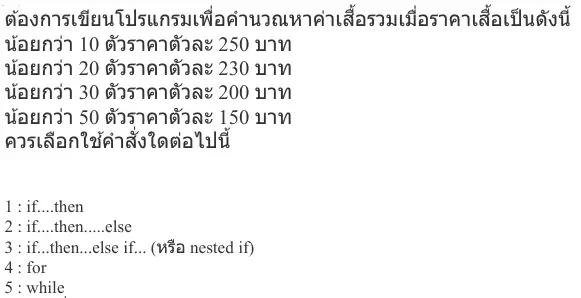 ต้องการเขียนโปรแกรมเพื่อคำนวณหาค่าเสื้อรวมเมื่อราคาเสื้อเป็นดังนี้
น้อยกว่า 10 ตัวราคาตัวละ 250 บาท
น้อยกว่า 20 ตัวราคาตัวละ 230 บาท
น้อยกว่า 30 ตัวราคาตัวละ 200 บาท
น้อยกว่า 50 ตัวราคาตัวละ 150 บาท
ควรเลือกใช้คำสั่งใดต่อไปนี้
1 : if....then
2 : if....then.....else
3 : if...then...else if... (หรือ nested if)
4 : for
5 : while